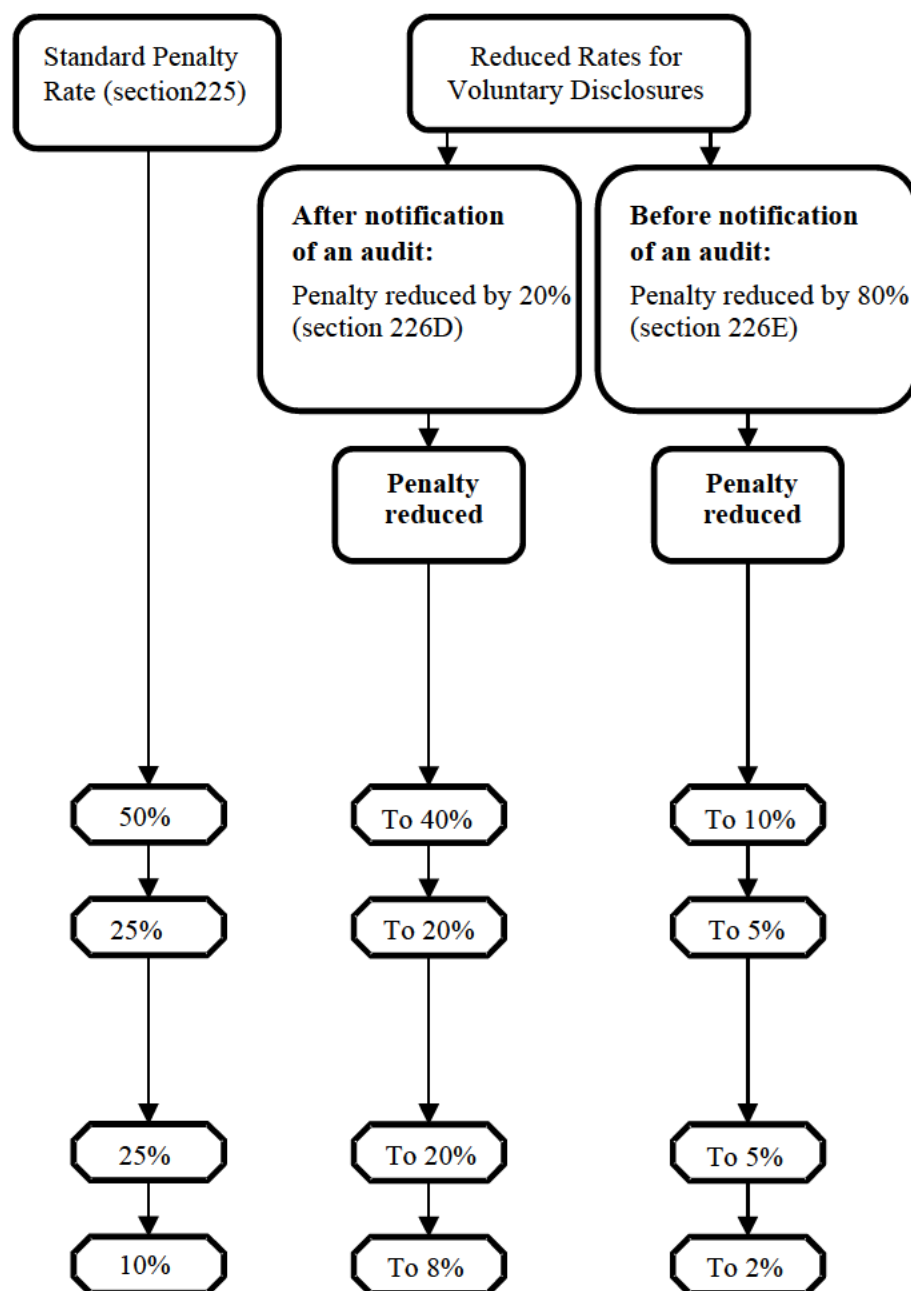 Standard Penalty
Rate (section225)
Reduced Rates for
Voluntary Disclosures
After notification
of an audit:
Penalty reduced by 20%
(section 226D)
Before notification
of an audit:
Penalty reduced by 80%
(section 226E)
Penalty
reduced
Penalty
reduced
50%
To 40%
To 10%
25%
To 20%
To 5%
25%
To 20%
To 5%
10%
To 8%
To 2%